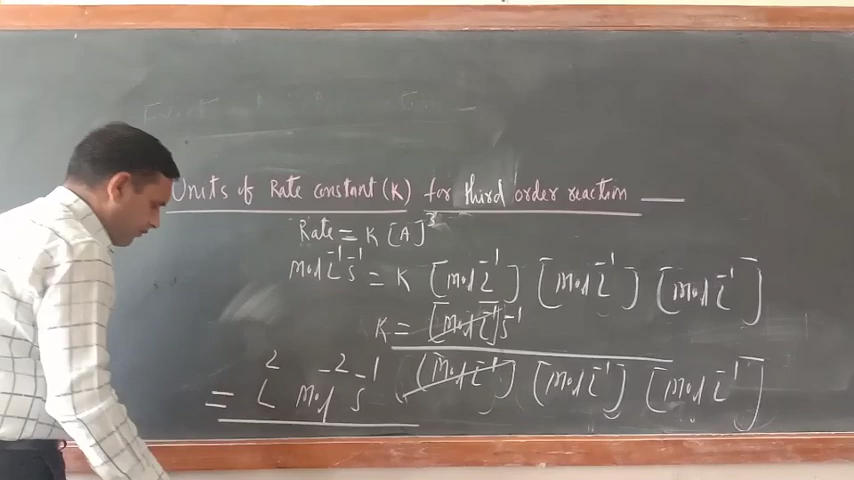 Units of Rate constant (K) for third order reaction
Rate = K [A]³
Mol L⁻¹ S⁻¹ = K [Mol L⁻¹] [Mol L⁻¹] [Mol L⁻¹]
K = [Mol L⁻¹] S⁻¹
[Mol L⁻¹] [Mol L⁻¹] [Mol L⁻¹]
= L² Mol⁻² S⁻¹